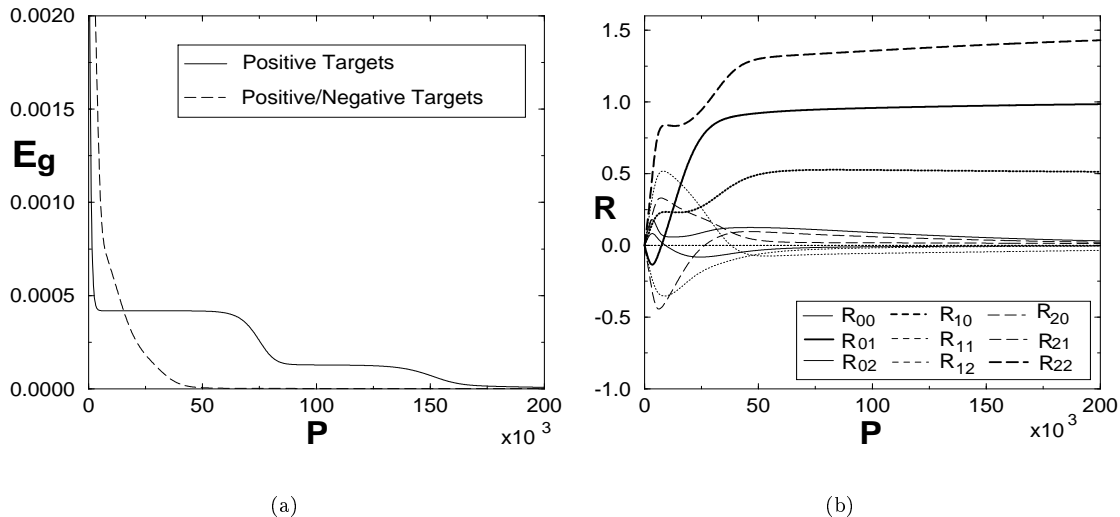 0.0020
0.0015
0.0010
0.0005
0.0000
Eg
Positive Targets
Positive/Negative Targets
0 50 100 150 200
P x10 3
(a)
1.5
1.0
0.5
0.0
-0.5
-1.0
R
R00 R10 R20
R01 R11 R21
R02 R12 R22
0 50 100 150 200
P x10 3
(b)